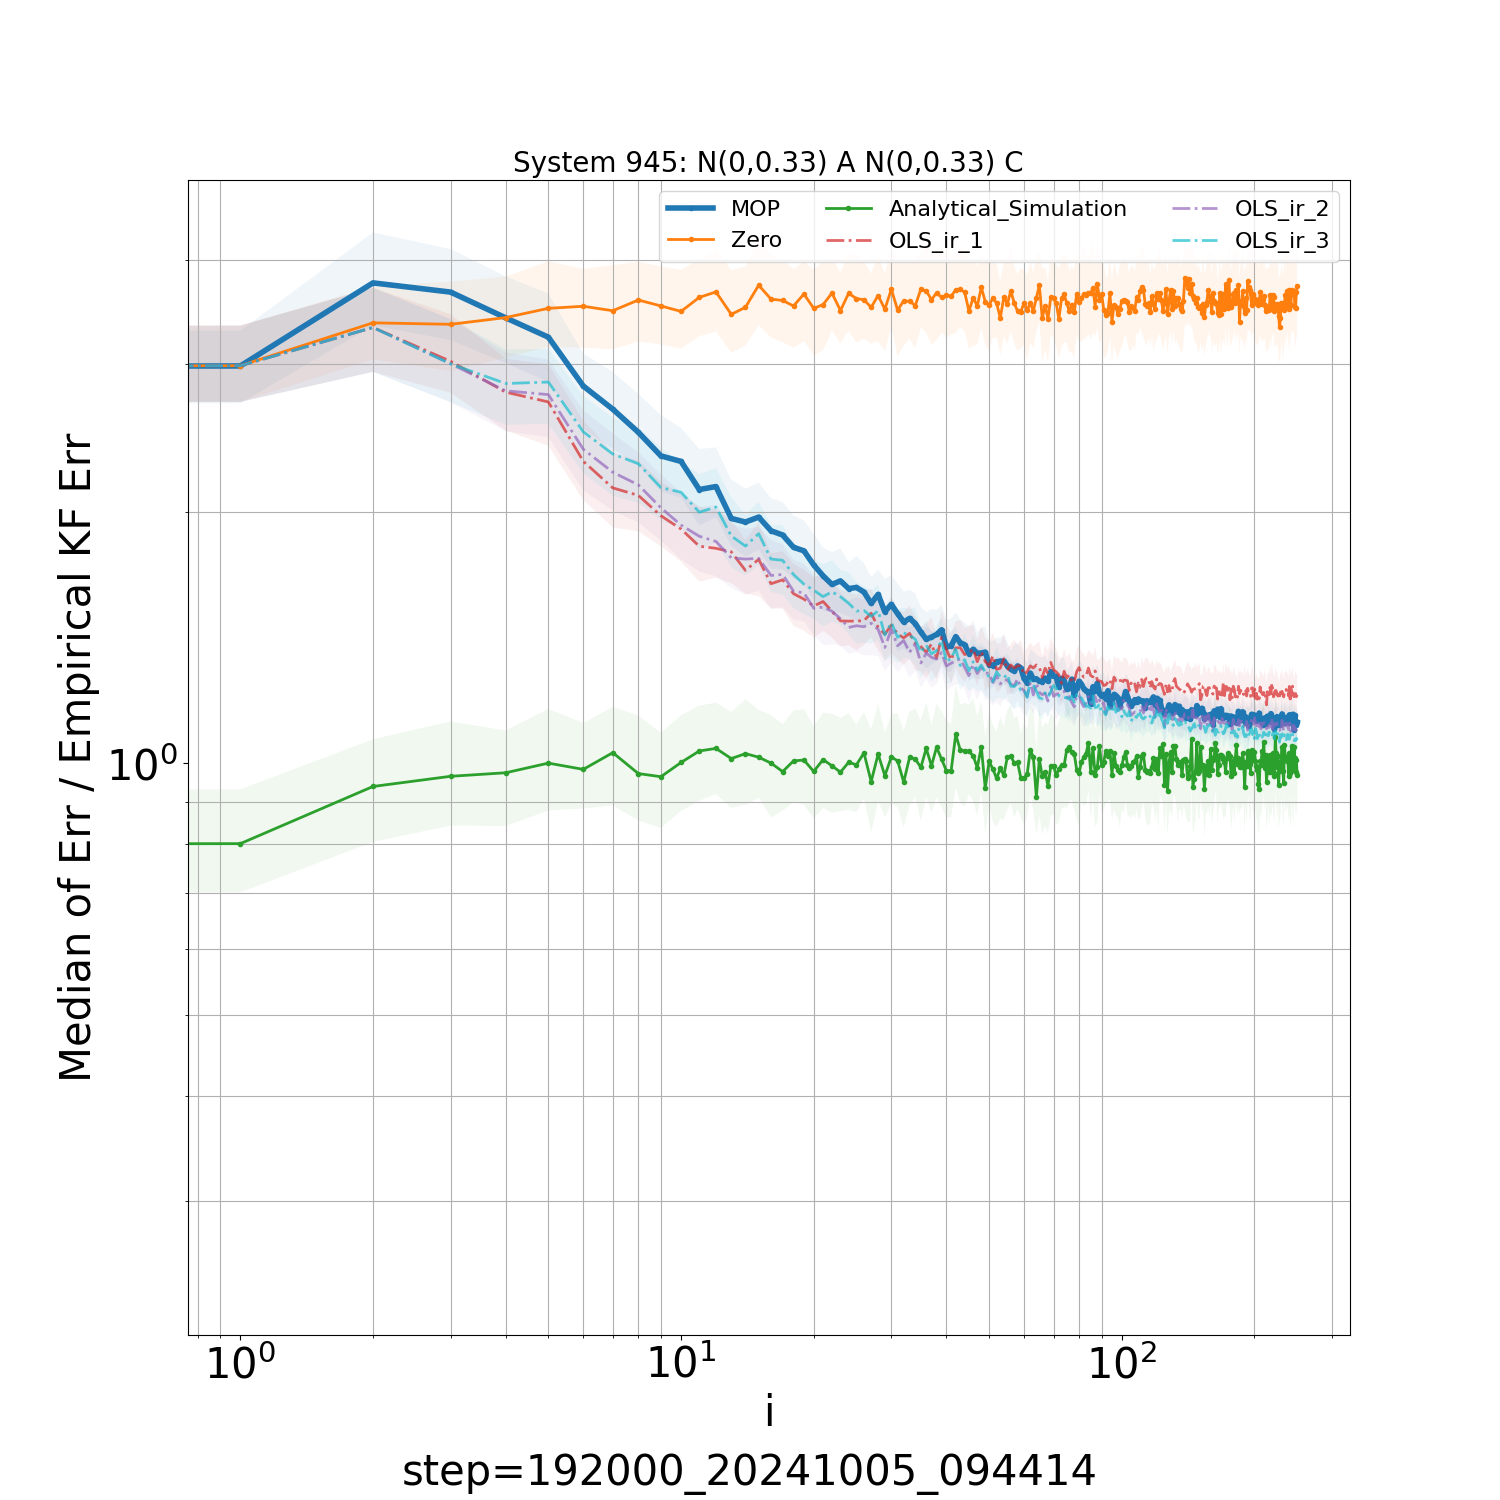 System 945: N(0,0.33) A N(0,0.33) C
MOP
Zero
Analytical_Simulation
OLS_ir_1
OLS_ir_2
OLS_ir_3
Median of Err / Empirical KF Err
10⁰
10⁰ 10¹ 10²
i
step=192000_20241005_094414